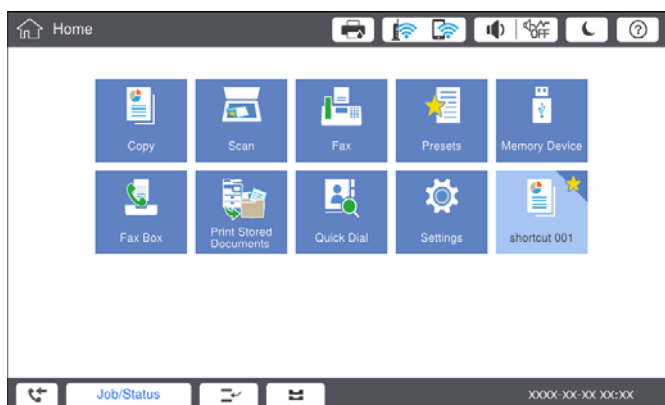 Home
OFF
?
Copy
Scan
Fax
Presets
Memory Device
Fax Box
Print Stored
Documents
Quick Dial
Settings
shortcut 001
Job/Status
XXXX-XX-XX XX:XX